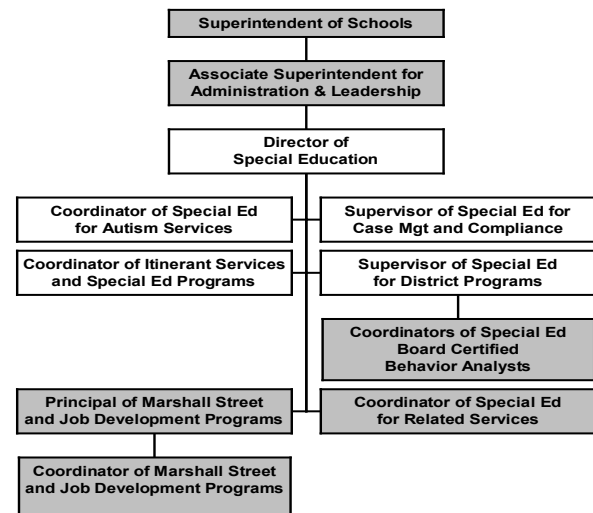 Superintendent of Schools
Associate Superintendent for
Administration & Leadership
Director of
Special Education
Coordinator of Special Ed
for Autism Services
Supervisor of Special Ed for
Case Mgt and Compliance
Coordinator of Itinerant Services
and Special Ed Programs
Supervisor of Special Ed
for District Programs
Coordinators of Special Ed
Board Certified
Behavior Analysts
Principal of Marshall Street
and Job Development Programs
Coordinator of Special Ed
for Related Services
Coordinator of Marshall Street
and Job Development Programs